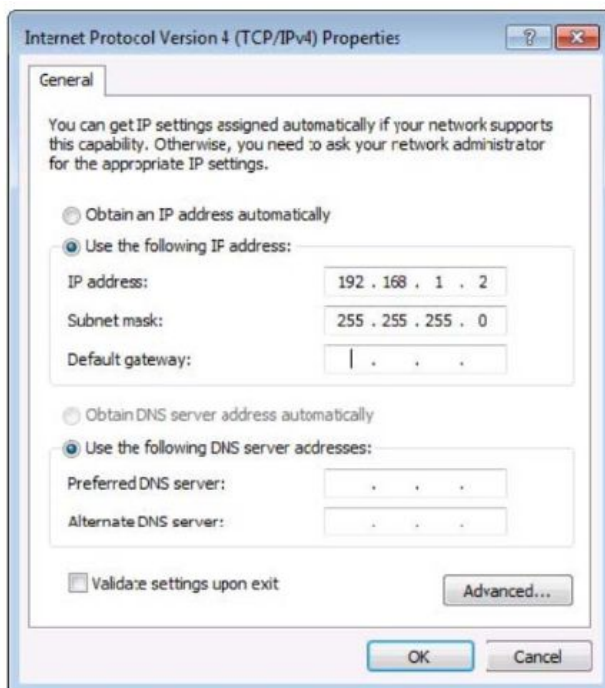 Internet Protocol Version 4 (TCP/IPv4) Properties
General
You can get IP settings assigned automatically if your network supports
this capability. Otherwise, you need to ask your network administrator
for the appropriate IP settings.
Obtain an IP address automatically
Use the following IP address:
IP address: 192 . 168 . 1 . 2
Subnet mask: 255 . 255 . 255 . 0
Default gateway: . . .
Obtain DNS server address automatically
Use the following DNS server addresses:
Preferred DNS server: . . .
Alternate DNS server: . . .
Validate settings upon exit
Advanced...
OK Cancel